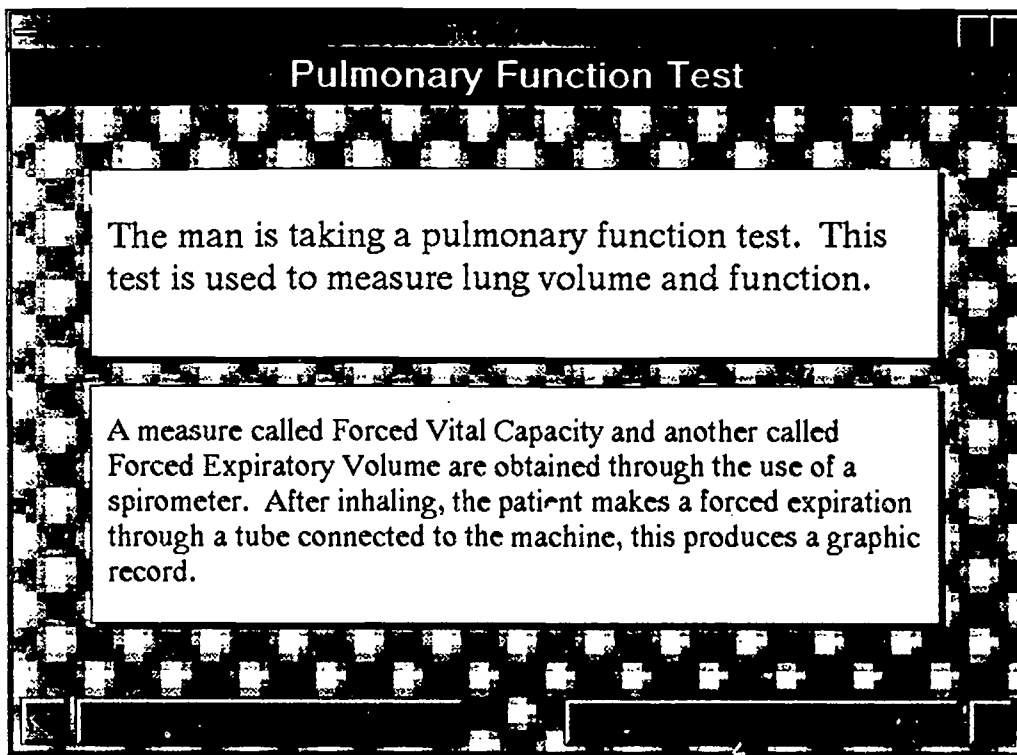 Pulmonary Function Test
The man is taking a pulmonary function test. This
test is used to measure lung volume and function.
A measure called Forced Vital Capacity and another called
Forced Expiratory Volume are obtained through the use of a
spirometer. After inhaling, the patient makes a forced expiration
through a tube connected to the machine, this produces a graphic
record.